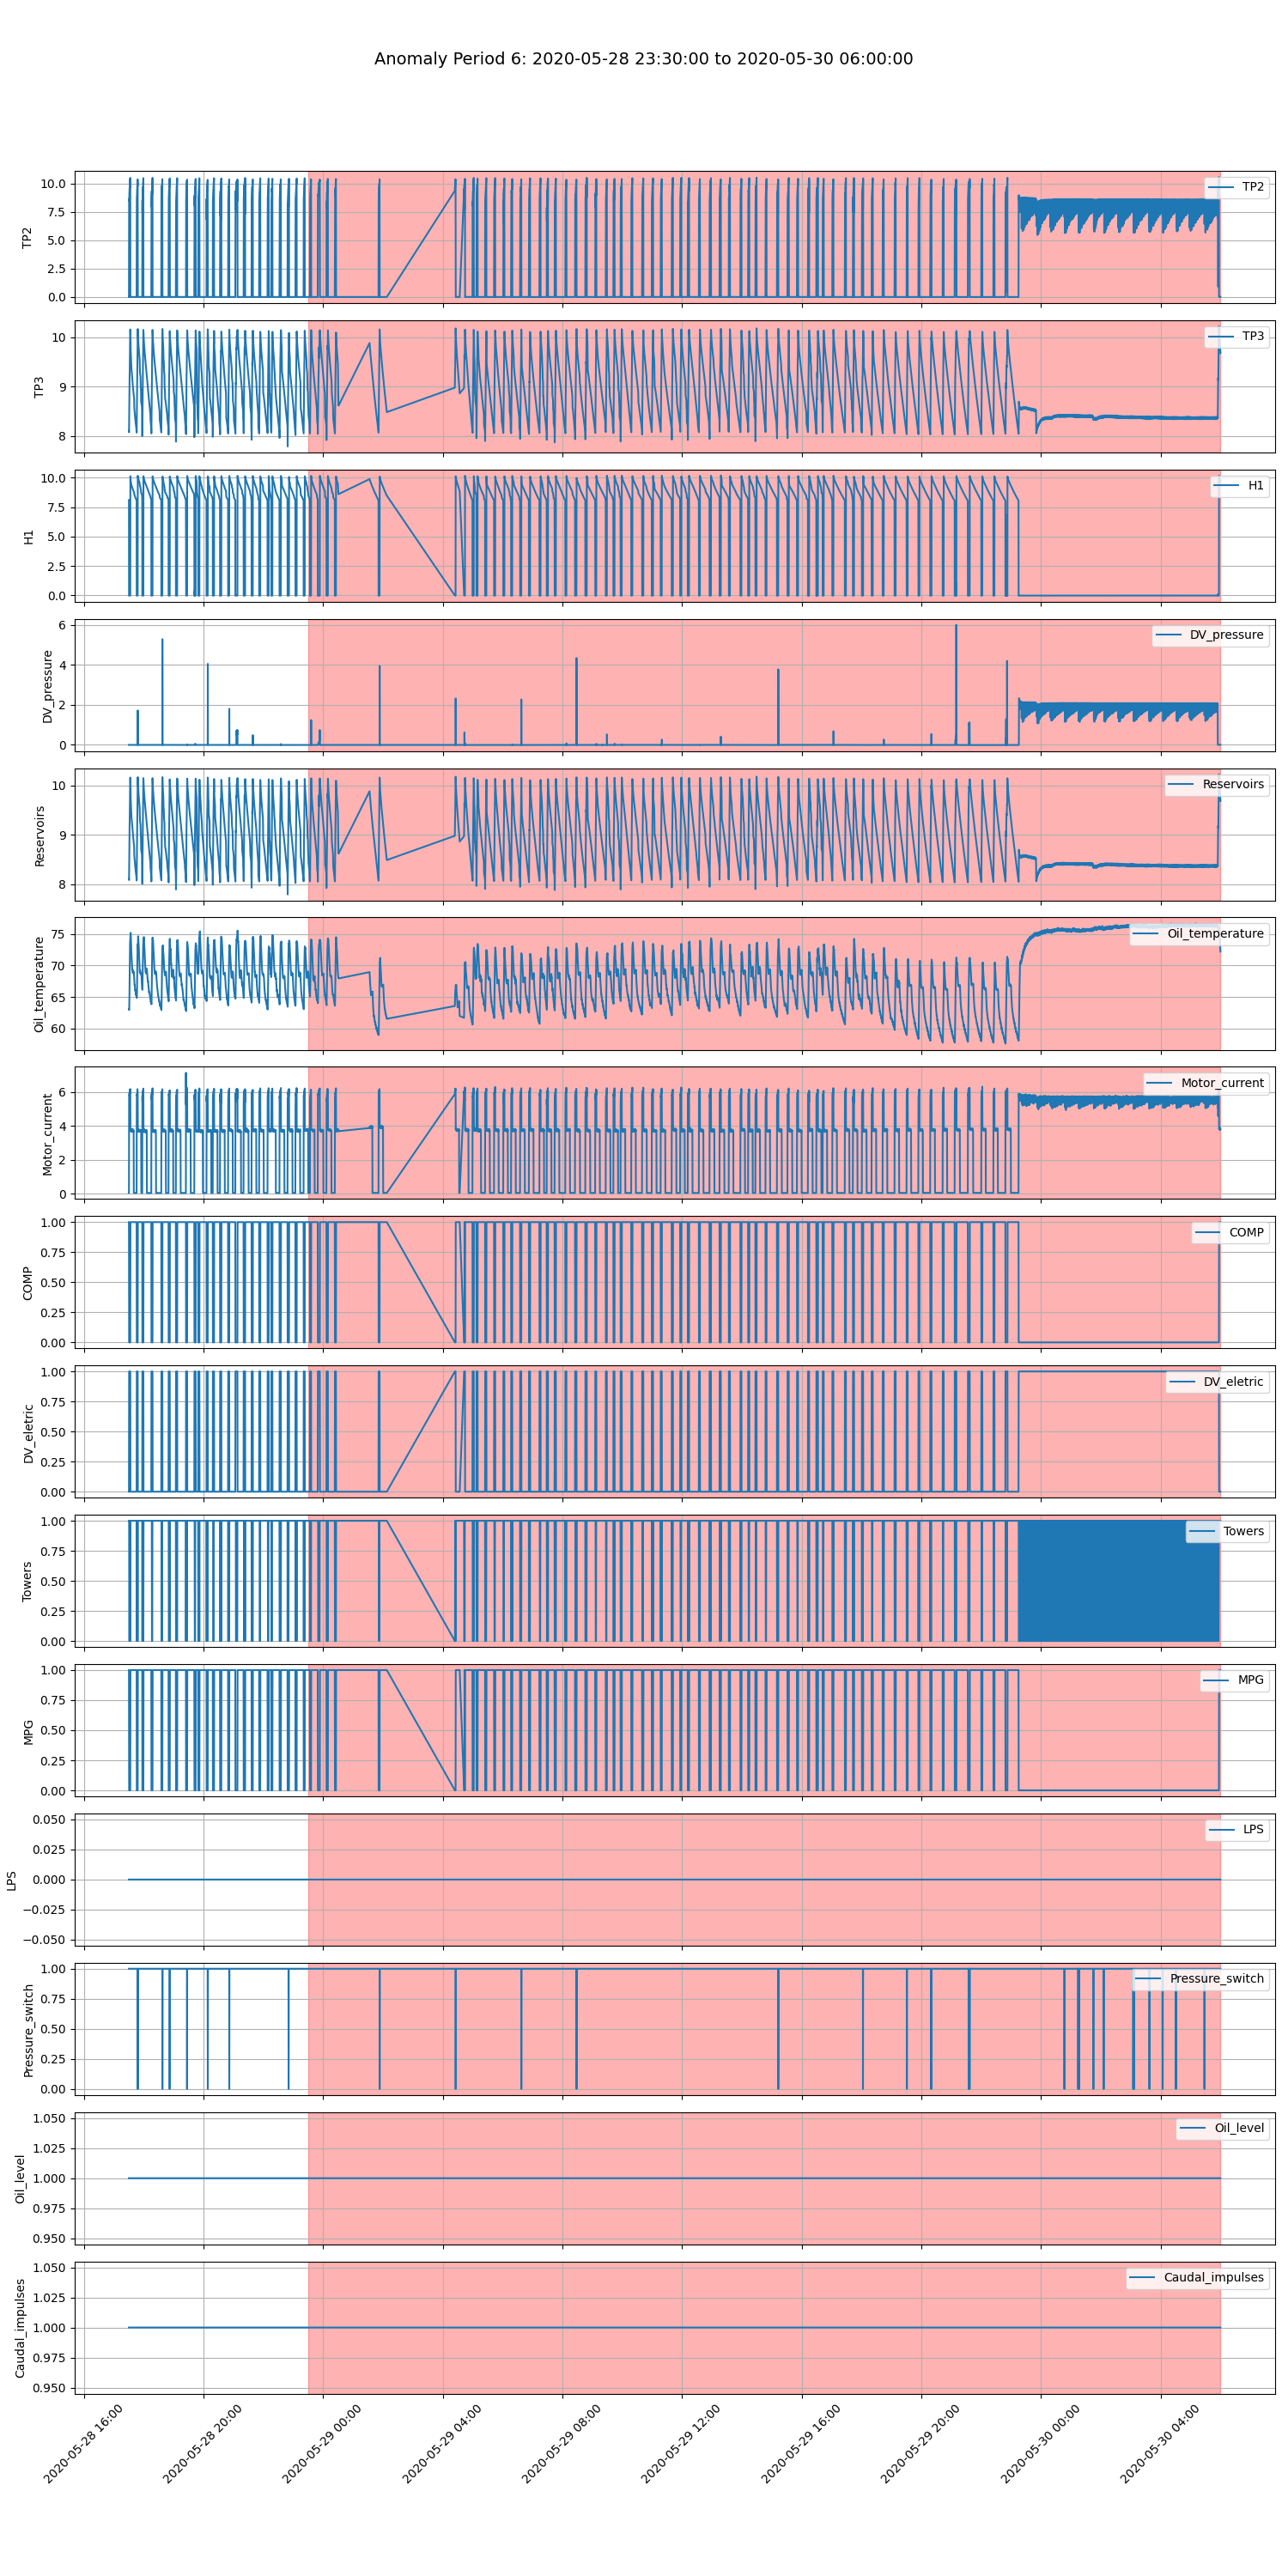 Anomaly Period 6: 2020-05-28 23:30:00 to 2020-05-30 06:00:00
10.0
7.5
5.0
2.5
0.0
TP2
TP2
10
9
8
TP3
TP3
10.0
7.5
5.0
2.5
0.0
H1
H1
6
4
2
0
DV_pressure
DV_pressure
10
9
8
Reservoirs
Reservoirs
75
70
65
60
Oil_temperature
Oil_temperature
6
4
2
0
Motor_current
Motor_current
1.00
0.75
0.50
0.25
0.00
COMP
COMP
1.00
0.75
0.50
0.25
0.00
DV_eletric
DV_eletric
1.00
0.75
0.50
0.25
0.00
Towers
Towers
1.00
0.75
0.50
0.25
0.00
MPG
MPG
0.050
0.025
0.000
−0.025
−0.050
LPS
LPS
1.00
0.75
0.50
0.25
0.00
Pressure_switch
Pressure_switch
1.050
1.025
1.000
0.975
0.950
Oil_level
Oil_level
1.050
1.025
1.000
0.975
0.950
Caudal_impulses
Caudal_impulses
2020-05-28 16:00
2020-05-28 20:00
2020-05-29 00:00
2020-05-29 04:00
2020-05-29 08:00
2020-05-29 12:00
2020-05-29 16:00
2020-05-29 20:00
2020-05-30 00:00
2020-05-30 04:00